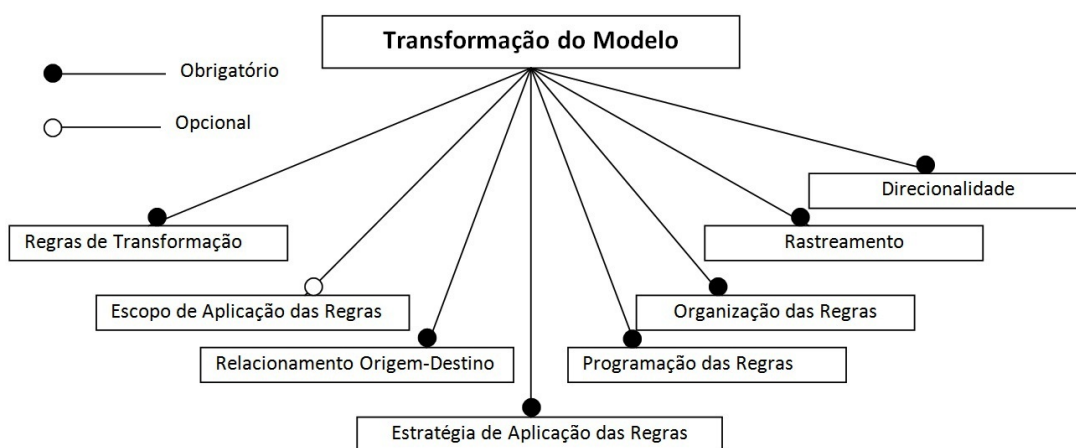 Transformação do Modelo
Obrigatório
Opcional
Direcionalidade
Regras de Transformação
Rastreamento
Escopo de Aplicação das Regras
Organização das Regras
Relacionamento Origem-Destino
Programação das Regras
Estratégia de Aplicação das Regras